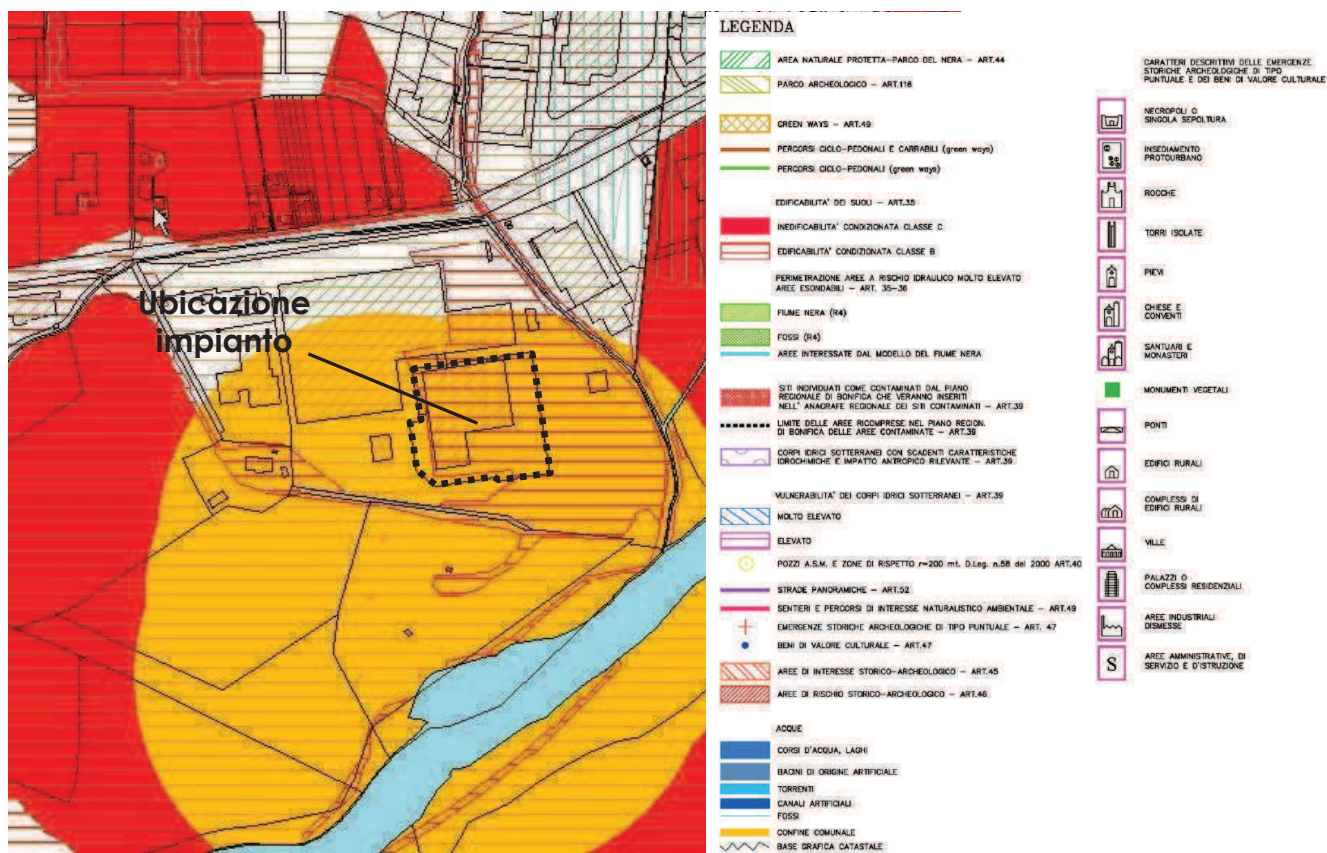 Ubicazione
impianto
LEGENDA
AREA NATURALE PROTETTA-PARCO DEL NERA - ART.44
PARCO ARCHEOLOGICO - ART.116
GREEN WAYS - ART.49
PERCORSI CICLO-PEDONALI E CARRABILI (green ways)
PERCORSI CICLO-PEDONALI (green ways)
EDIFICABILITA' DEI SUOLI - ART.35
INEDIFICABILITA' CONDIZIONATA CLASSE C
EDIFICABILITA' CONDIZIONATA CLASSE B
PERIMETRAZIONE AREE A RISCHIO IDRAULICO MOLTO ELEVATO
AREE ESONDABILI - ART. 35-36
FIUME NERA (R4)
FOSSI (R4)
AREE INTERESSATE DAL MODELLO DEL FIUME NERA
SITI INDIVIDUATI COME CONTAMINATI DAL PIANO
REGIONALE DI BONIFICA CHE VERANNO INSERITI
NELL' ANAGRAFE REGIONALE DEI SITI CONTAMINATI - ART.39
LIMITE DELLE AREE RICOMPRESE NEL PIANO REGION.
DI BONIFICA DELLE AREE CONTAMINATE - ART.39
CORPI IDRICI SOTTERRANEI CON SCADENTI CARATTERISTICHE
IDROCHIMICHE E IMPATTO ANTROPICO RILEVANTE - ART.39
VULNERABILITA' DEI CORPI IDRICI SOTTERRANEI - ART.39
MOLTO ELEVATO
ELEVATO
POZZI A.S.M. E ZONE DI RISPETTO r=200 mt. D.Leg. n.58 del 2000 ART.40
STRADE PANORAMICHE - ART.52
SENTIERI E PERCORSI DI INTERESSE NATURALISTICO AMBIENTALE - ART.49
EMERGENZE STORICHE ARCHEOLOGICHE DI TIPO PUNTUALE - ART. 47
BENI DI VALORE CULTURALE - ART.47
AREE DI INTERESSE STORICO-ARCHEOLOGICO - ART.45
AREE DI RISCHIO STORICO-ARCHEOLOGICO - ART.46
ACQUE
CORSI D'ACQUA, LAGHI
BACINI DI ORIGINE ARTIFICIALE
TORRENTI
CANALI ARTIFICIALI
FOSSI
CONFINE COMUNALE
BASE GRAFICA CATASTALE
CARATTERI DESCRITTIVI DELLE EMERGENZE
STORICHE ARCHEOLOGICHE DI TIPO
PUNTUALE E DEI BENI DI VALORE CULTURALE
NECROPOLI O
SINGOLA SEPOLTURA
INSEDIAMENTO
PROTOURBANO
ROCCHE
TORRI ISOLATE
PIEVI
CHIESE E
CONVENTI
SANTUARI E
MONASTERI
MONUMENTI VEGETALI
PONTI
EDIFICI RURALI
COMPLESSI DI
EDIFICI RURALI
VILLE
PALAZZI O
COMPLESSI RESIDENZIALI
AREE INDUSTRIALI
DISMESSE
S
AREE AMMINISTRATIVE, DI
SERVIZIO E D'ISTRUZIONE